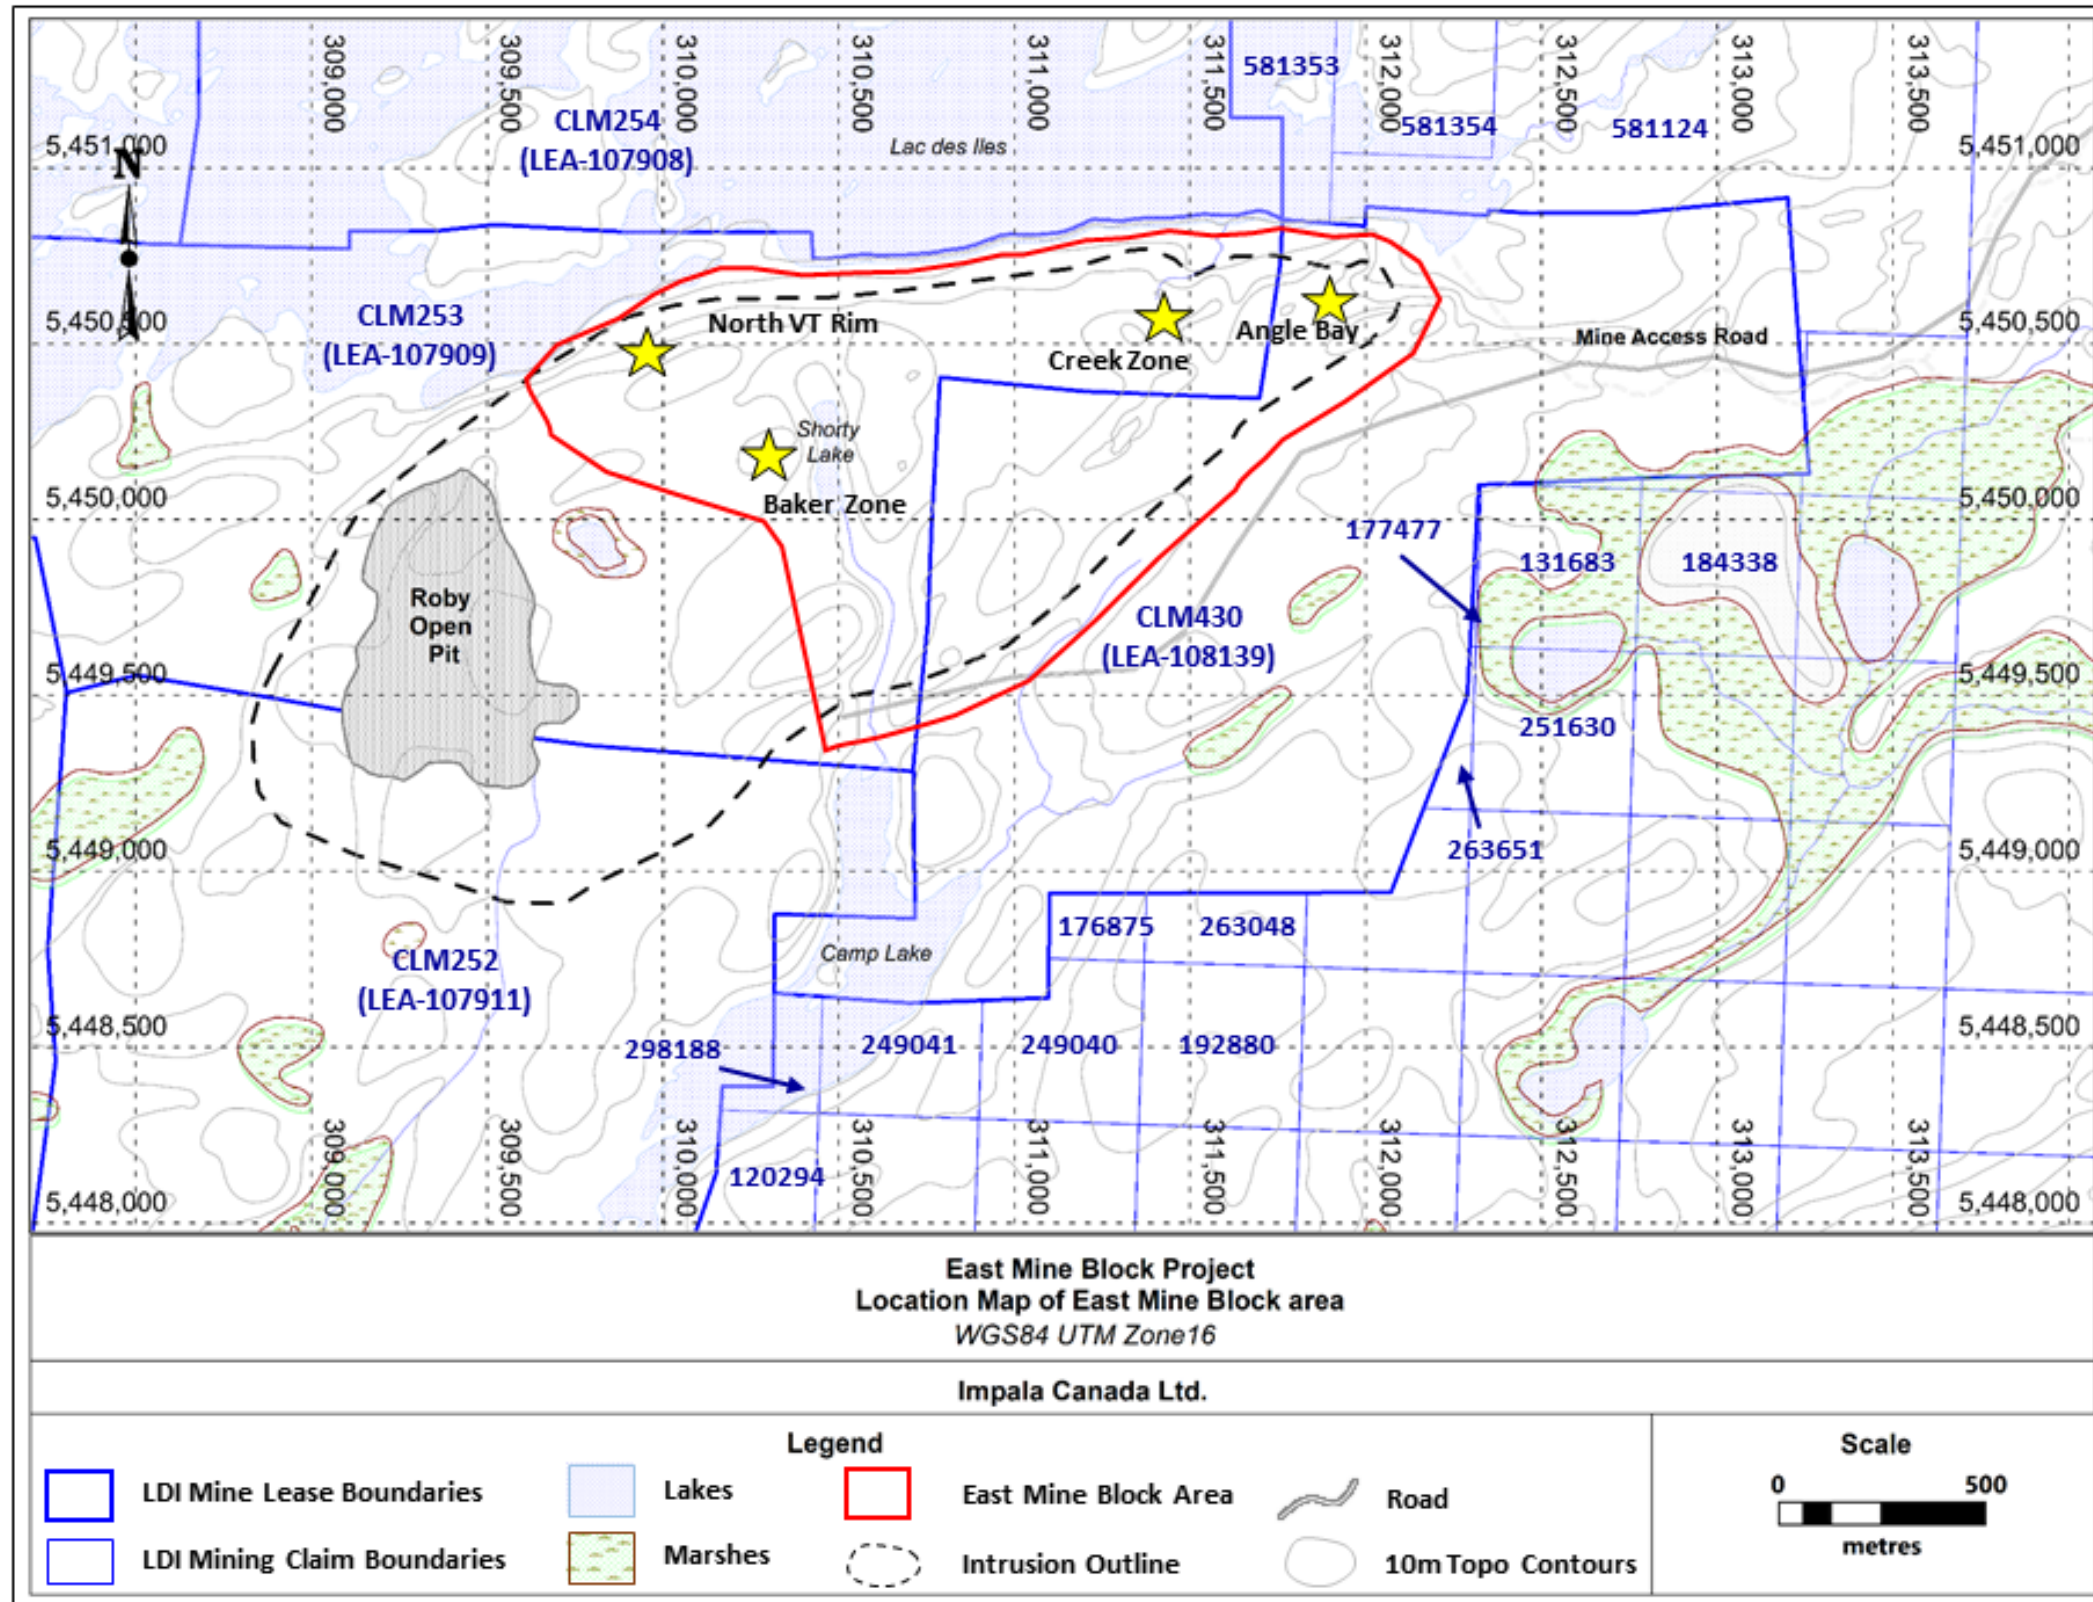 309,000
309,500
310,000
310,500
311,000
311,500
312,000
312,500
313,000
313,500
581353
581354
581124
CLM254
(LEA-107908)
Lac des Iles
5,451,000
5,451,000
N
CLM253
(LEA-107909)
5,450,500
5,450,500
North VT Rim
Creek Zone
Angle Bay
Mine Access Road
Shorty
Lake
Baker Zone
5,450,000
5,450,000
177477
131683
184338
Roby
Open
Pit
CLM430
(LEA-108139)
5,449,500
5,449,500
251630
5,449,000
5,449,000
263651
176875
263048
Camp Lake
CLM252
(LEA-107911)
5,448,500
5,448,500
298188
249041
249040
192880
309,000
309,500
310,000
310,500
311,000
311,500
312,000
312,500
313,000
313,500
120294
5,448,000
5,448,000
East Mine Block Project
Location Map of East Mine Block area
WGS84 UTM Zone16
Impala Canada Ltd.
Legend
LDI Mine Lease Boundaries
Lakes
East Mine Block Area
Road
LDI Mining Claim Boundaries
Marshes
Intrusion Outline
10m Topo Contours
Scale
0 500
metres